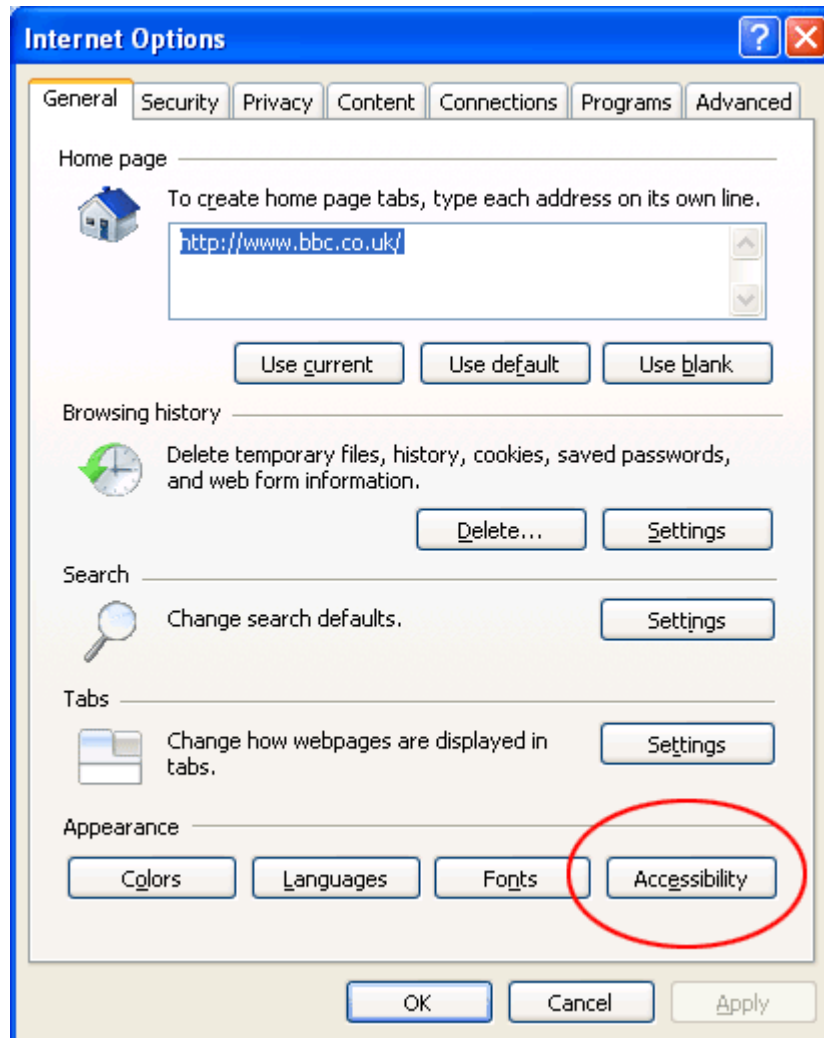 Internet Options
General Security Privacy Content Connections Programs Advanced
Home page
To create home page tabs, type each address on its own line.
http://www.bbc.co.uk/
Use current Use default Use blank
Browsing history
Delete temporary files, history, cookies, saved passwords,
and web form information.
Delete... Settings
Search
Change search defaults. Settings
Tabs
Change how webpages are displayed in
tabs.
Settings
Appearance
Colors Languages Fonts Accessibility
OK Cancel Apply